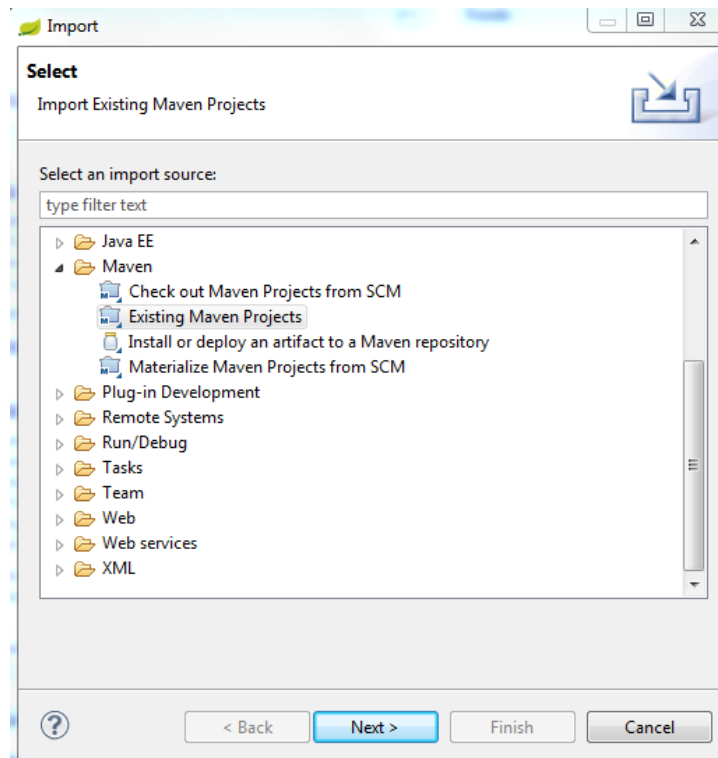 Import
Select
Import Existing Maven Projects
Select an import source:
type filter text
Java EE
Maven
Check out Maven Projects from SCM
Existing Maven Projects
Install or deploy an artifact to a Maven repository
Materialize Maven Projects from SCM
Plug-in Development
Remote Systems
Run/Debug
Tasks
Team
Web
Web services
XML
? < Back Next > Finish Cancel